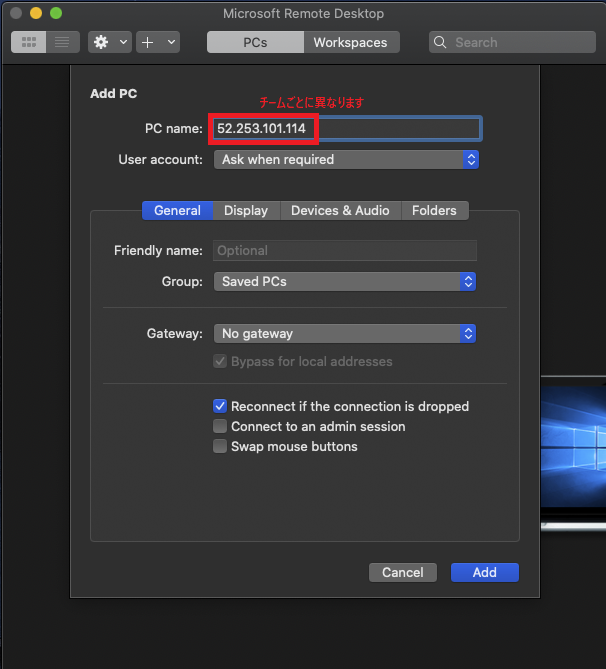 Microsoft Remote Desktop
PCs Workspaces Search
Add PC
チームごとに異なります
PC name: 52.253.101.114
User account: Ask when required
General Display Devices & Audio Folders
Friendly name: Optional
Group: Saved PCs
Gateway: No gateway
Bypass for local addresses
Reconnect if the connection is dropped
Connect to an admin session
Swap mouse buttons
Cancel Add